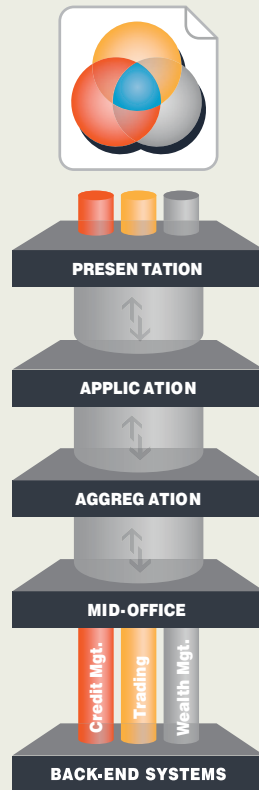 PRESEN TATION
APPLIC ATION
AGGREG ATION
MID-OFFICE
Credit Mgt.
Trading
Wealth Mgt.
BACK-END SYSTEMS